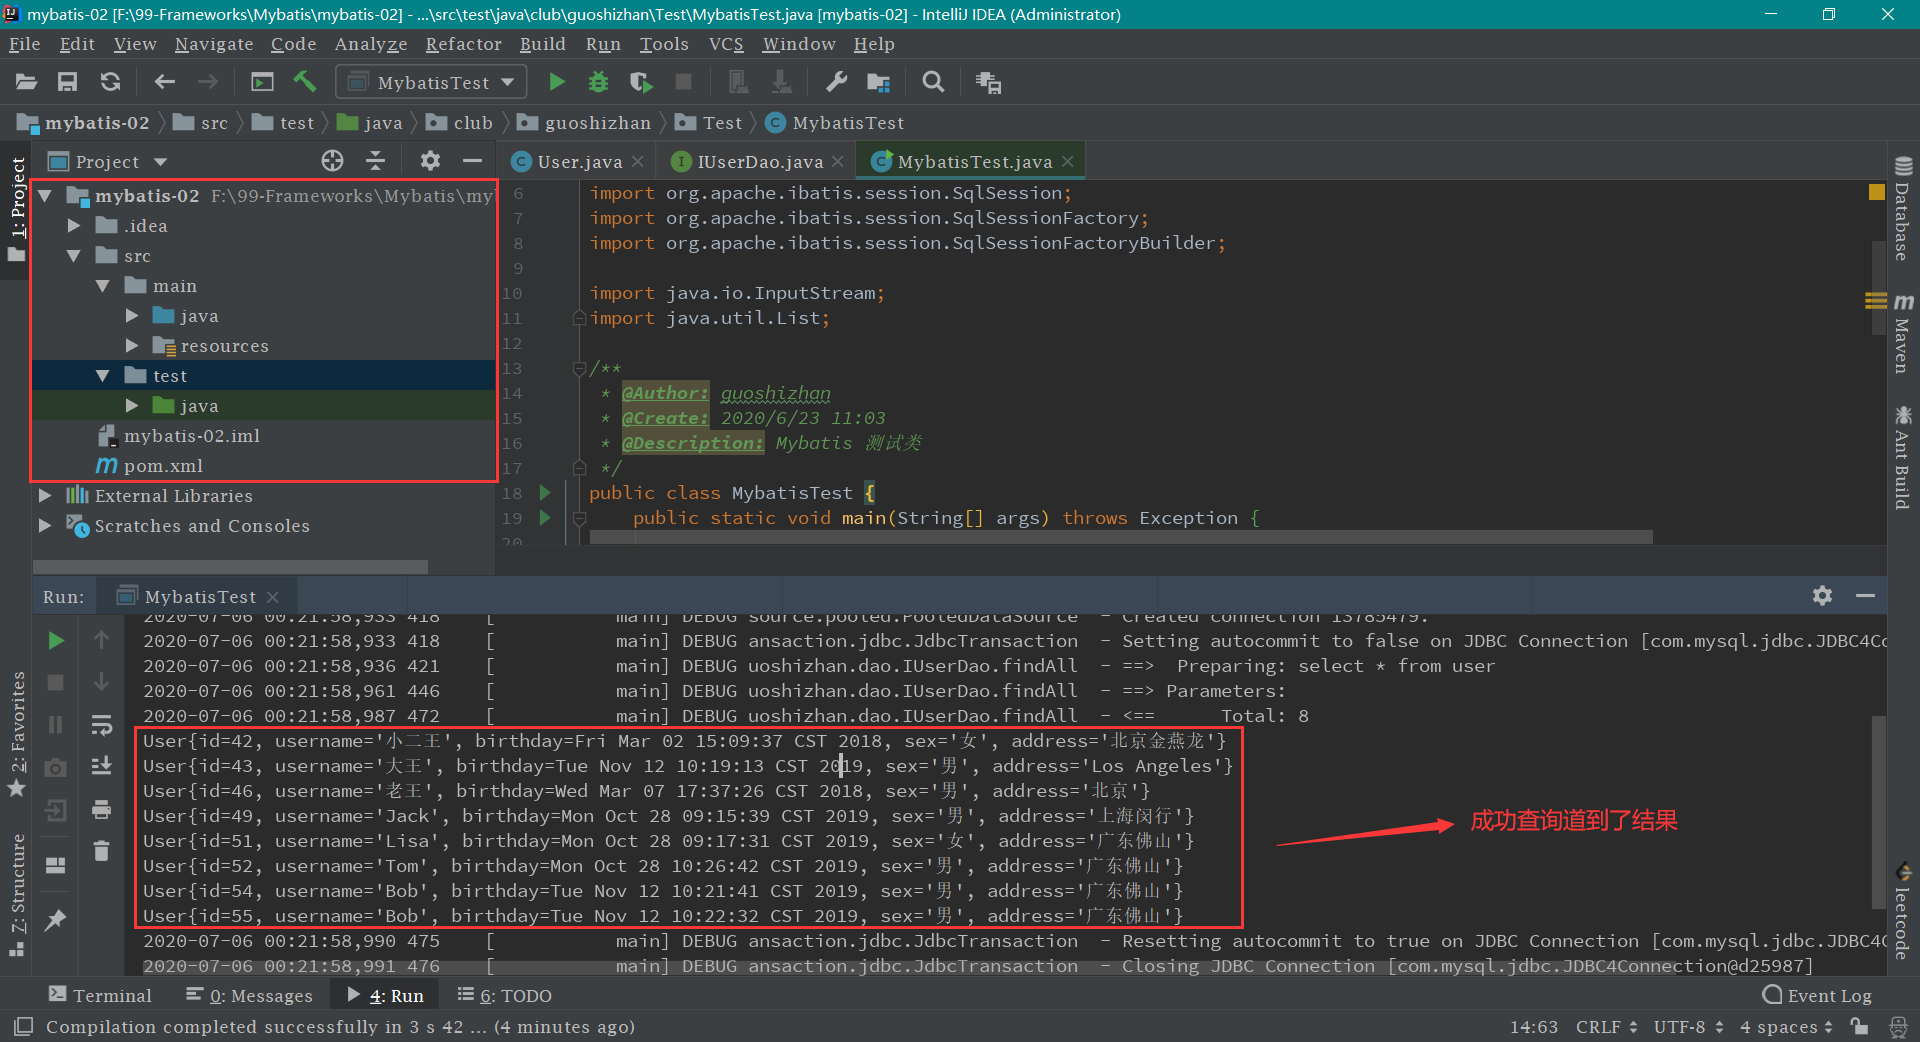 mybatis-02 [F:\99-Frameworks\Mybatis\mybatis-02] - ...\src\test\java\club\guoshizhan\Test\MybatisTest.java [mybatis-02] - IntelliJ IDEA (Administrator)
File Edit View Navigate Code Analyze Refactor Build Run Tools VCS Window Help
MybatisTest
mybatis-02 src test java club guoshizhan Test MybatisTest
1: Project
Project
mybatis-02 F:\99-Frameworks\Mybatis\my
.idea
src
main
java
resources
test
java
mybatis-02.iml
pom.xml
External Libraries
Scratches and Consoles
User.java IUserDao.java MybatisTest.java
6 import org.apache.ibatis.session.SqlSession;
7 import org.apache.ibatis.session.SqlSessionFactory;
8 import org.apache.ibatis.session.SqlSessionFactoryBuilder;
9
10 import java.io.InputStream;
11 import java.util.List;
12
13 /**
14 * @Author: guoshizhan
15 * @Create: 2020/6/23 11:03
16 * @Description: Mybatis 测试类
17 */
18 public class MybatisTest {
19 public static void main(String[] args) throws Exception {
20
Database
Maven
Ant Build
leetcode
Run: MybatisTest
2020-07-06 00:21:58,933 418 [ main] DEBUG source.pooled.PooledDataSource - Created connection 13785479.
2020-07-06 00:21:58,933 418 [ main] DEBUG ansaction.jdbc.JdbcTransaction - Setting autocommit to false on JDBC Connection [com.mysql.jdbc.JDBC4Co
2020-07-06 00:21:58,936 421 [ main] DEBUG uoshizhan.dao.IUserDao.findAll - ==> Preparing: select * from user
2020-07-06 00:21:58,961 446 [ main] DEBUG uoshizhan.dao.IUserDao.findAll - ==> Parameters:
2020-07-06 00:21:58,987 472 [ main] DEBUG uoshizhan.dao.IUserDao.findAll - <== Total: 8
User{id=42, username='小二王', birthday=Fri Mar 02 15:09:37 CST 2018, sex='女', address='北京金燕龙'}
User{id=43, username='大王', birthday=Tue Nov 12 10:19:13 CST 2019, sex='男', address='Los Angeles'}
User{id=46, username='老王', birthday=Wed Mar 07 17:37:26 CST 2018, sex='男', address='北京'}
User{id=49, username='Jack', birthday=Mon Oct 28 09:15:39 CST 2019, sex='男', address='上海闵行'}
User{id=51, username='Lisa', birthday=Mon Oct 28 09:17:31 CST 2019, sex='女', address='广东佛山'}
User{id=52, username='Tom', birthday=Mon Oct 28 10:26:42 CST 2019, sex='男', address='广东佛山'}
User{id=54, username='Bob', birthday=Tue Nov 12 10:21:41 CST 2019, sex='男', address='广东佛山'}
User{id=55, username='Bob', birthday=Tue Nov 12 10:22:32 CST 2019, sex='男', address='广东佛山'}
2020-07-06 00:21:58,990 475 [ main] DEBUG ansaction.jdbc.JdbcTransaction - Resetting autocommit to true on JDBC Connection [com.mysql.jdbc.JDBC4C
2020-07-06 00:21:58,991 476 [ main] DEBUG ansaction.jdbc.JdbcTransaction - Closing JDBC Connection [com.mysql.jdbc.JDBC4Connection@d25987]
成功查询道到了结果
2: Favorites
7: Structure
Terminal 0: Messages 4: Run 6: TODO Event Log
Compilation completed successfully in 3 s 42 ... (4 minutes ago) 14:63 CRLF UTF-8 4 spaces